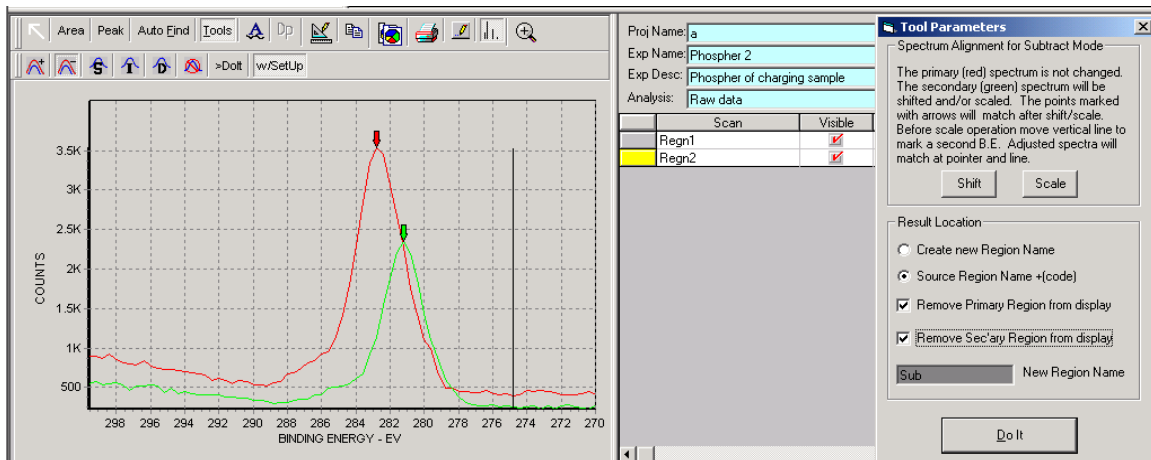 Area Peak Auto Find Tools A Dp
S I D >DoIt w/SetUp
3.5K
3K
2.5K
2K
1.5K
1K
500
COUNTS
298 296 294 292 290 288 286 284 282 280 278 276 274 272 270
BINDING ENERGY - EV
Proj Name: a
Exp Name: Phospher 2
Exp Desc: Phospher of charging sample
Analysis: Raw data
Scan Visible
Regn1
Regn2
Tool Parameters
Spectrum Alignment for Subtract Mode
The primary (red) spectrum is not changed.
The secondary (green) spectrum will be
shifted and/or scaled. The points marked
with arrows will match after shift/scale.
Before scale operation move vertical line to
mark a second B.E. Adjusted spectra will
match at pointer and line.
Shift Scale
Result Location
Create new Region Name
Source Region Name +(code)
Remove Primary Region from display
Remove Sec'ary Region from display
Sub New Region Name
Do It